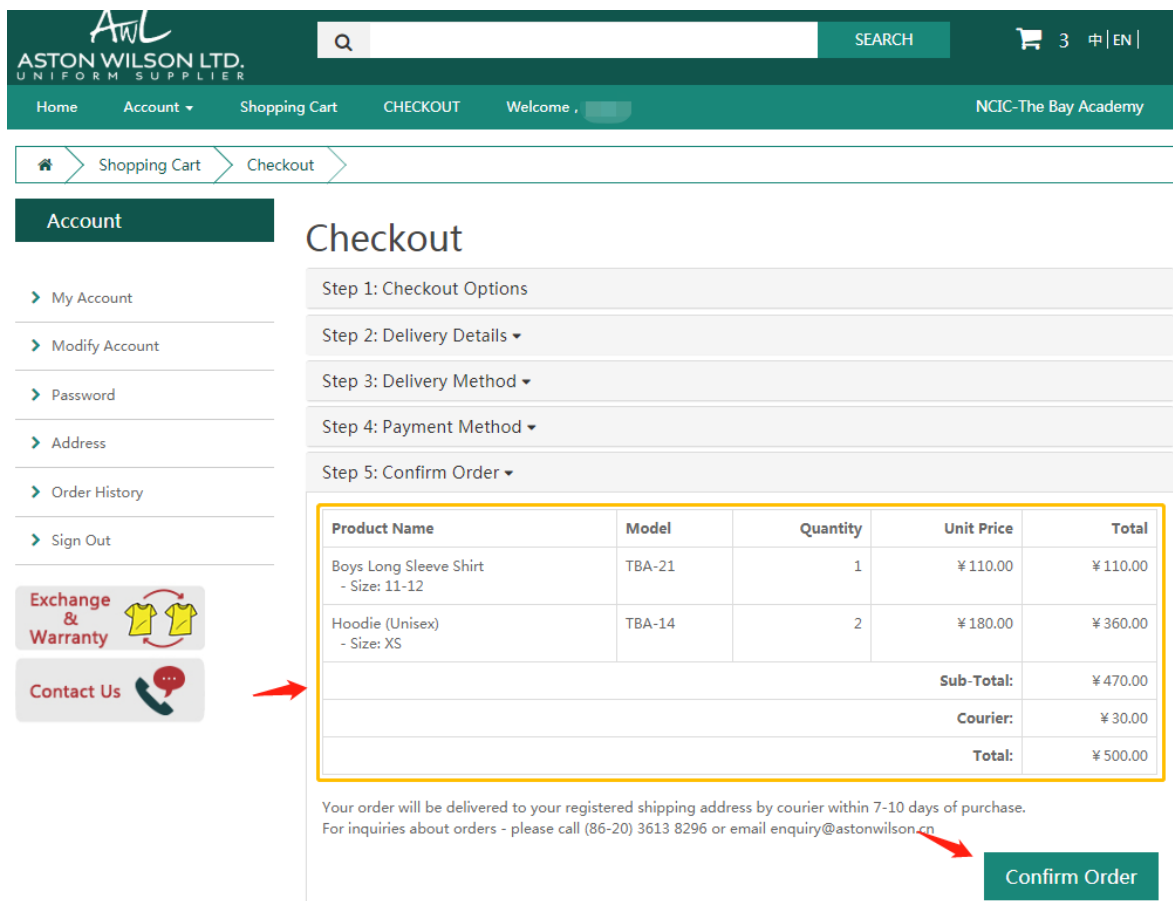 AWL
ASTON WILSON LTD.
UNIFORM SUPPLIER
SEARCH
3 中|EN|
Home Account Shopping Cart CHECKOUT Welcome , NCIC-The Bay Academy
Shopping Cart Checkout
Account
My Account
Modify Account
Password
Address
Order History
Sign Out
Exchange
&
Warranty
Contact Us
Checkout
Step 1: Checkout Options
Step 2: Delivery Details
Step 3: Delivery Method
Step 4: Payment Method
Step 5: Confirm Order
Product Name Model Quantity Unit Price Total
Boys Long Sleeve Shirt TBA-21 1 ¥110.00 ¥110.00
- Size: 11-12
Hoodie (Unisex) TBA-14 2 ¥180.00 ¥360.00
- Size: XS
Sub-Total: ¥470.00
Courier: ¥30.00
Total: ¥500.00
Your order will be delivered to your registered shipping address by courier within 7-10 days of purchase.
For inquiries about orders - please call (86-20) 3613 8296 or email enquiry@astonwilson.cn
Confirm Order